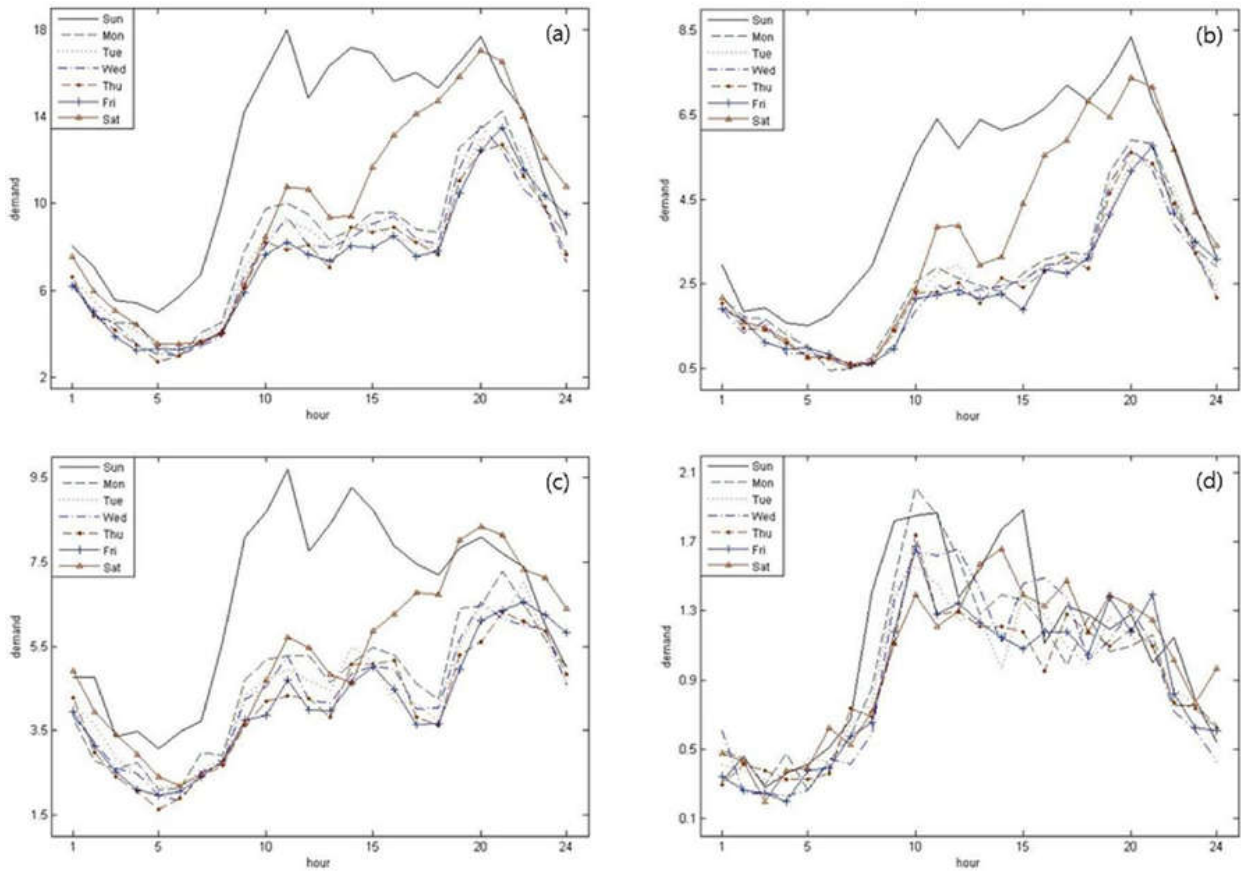 (a)
Sun
Mon
Tue
Wed
Thu
Fri
Sat
18
14
10
6
2
demand
1 5 10 15 20 24
hour
(b)
Sun
Mon
Tue
Wed
Thu
Fri
Sat
8.5
6.5
4.5
2.5
0.5
demand
1 5 10 15 20 24
hour
(c)
Sun
Mon
Tue
Wed
Thu
Fri
Sat
9.5
7.5
5.5
3.5
1.5
demand
1 5 10 15 20 24
hour
(d)
Sun
Mon
Tue
Wed
Thu
Fri
Sat
2.1
1.7
1.3
0.9
0.5
0.1
demand
1 5 10 15 20 24
hour